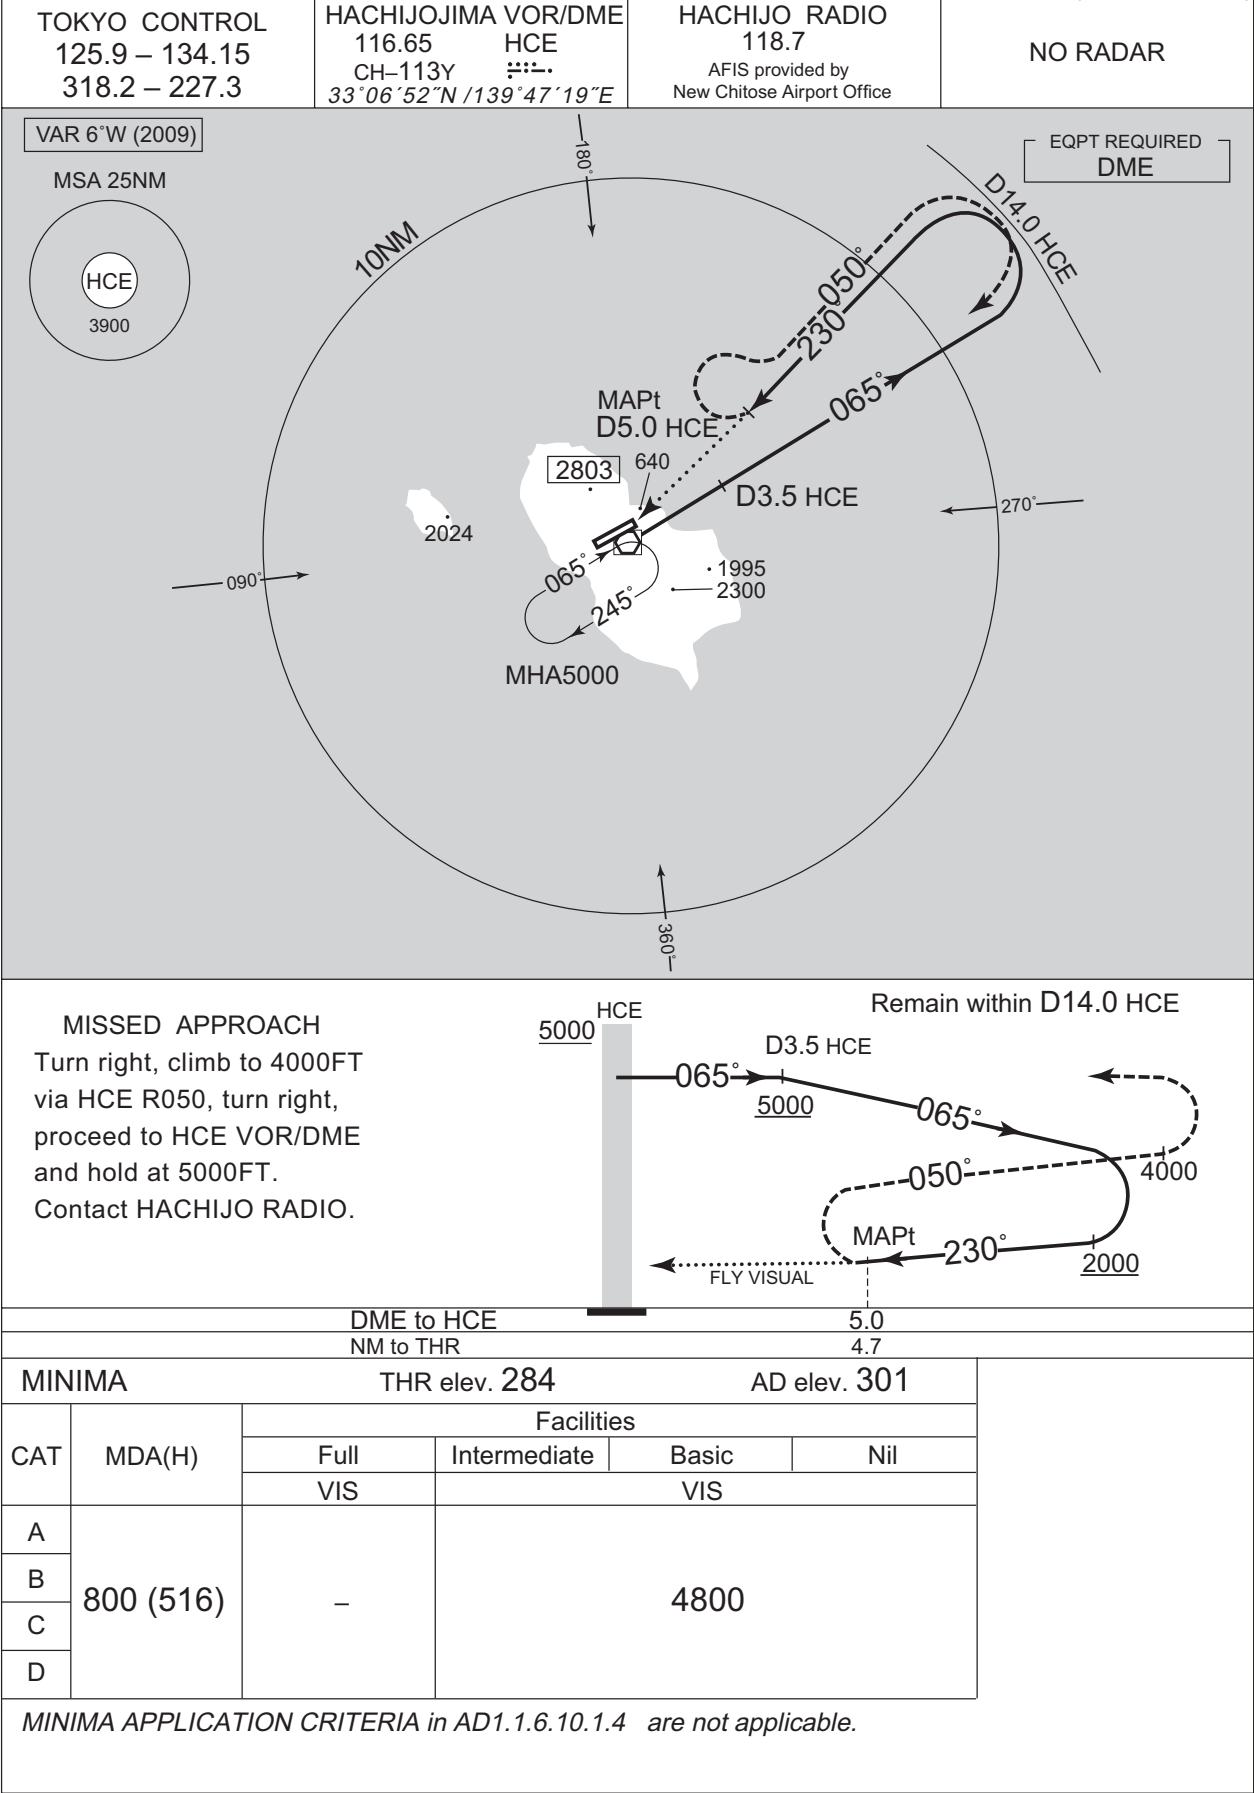 TOKYO CONTROL
125.9 – 134.15
318.2 – 227.3
HACHIJOJIMA VOR/DME
116.65 HCE
CH–113Y
33°06´52˝N /139°47´19˝E
HACHIJO RADIO
118.7
AFIS provided by
New Chitose Airport Office
NO RADAR
VAR 6°W (2009)
MSA 25NM
HCE
3900
EQPT REQUIRED
DME
180°
10NM
D14.0 HCE
050°
230°
065°
MAPt
D5.0 HCE
640
2803
D3.5 HCE
2024
270°
090°
065°
245°
1995
2300
MHA5000
360°
MISSED APPROACH
Turn right, climb to 4000FT
via HCE R050, turn right,
proceed to HCE VOR/DME
and hold at 5000FT.
Contact HACHIJO RADIO.
HCE
5000
Remain within D14.0 HCE
D3.5 HCE
065°
5000
065°
050°
4000
MAPt
230°
2000
FLY VISUAL
DME to HCE 5.0
NM to THR 4.7
MINIMA THR elev. 284 AD elev. 301
CAT MDA(H) Facilities
Full Intermediate Basic Nil
VIS VIS
A
B
C
D
800 (516) – 4800
MINIMA APPLICATION CRITERIA in AD1.1.6.10.1.4 are not applicable.